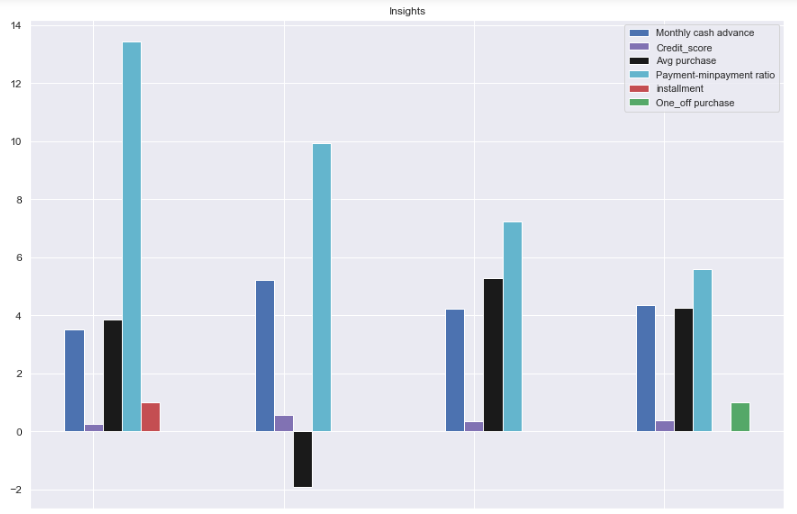 Insights
14
12
10
8
6
4
2
0
−2
Monthly cash advance
Credit_score
Avg purchase
Payment-minpayment ratio
installment
One_off purchase